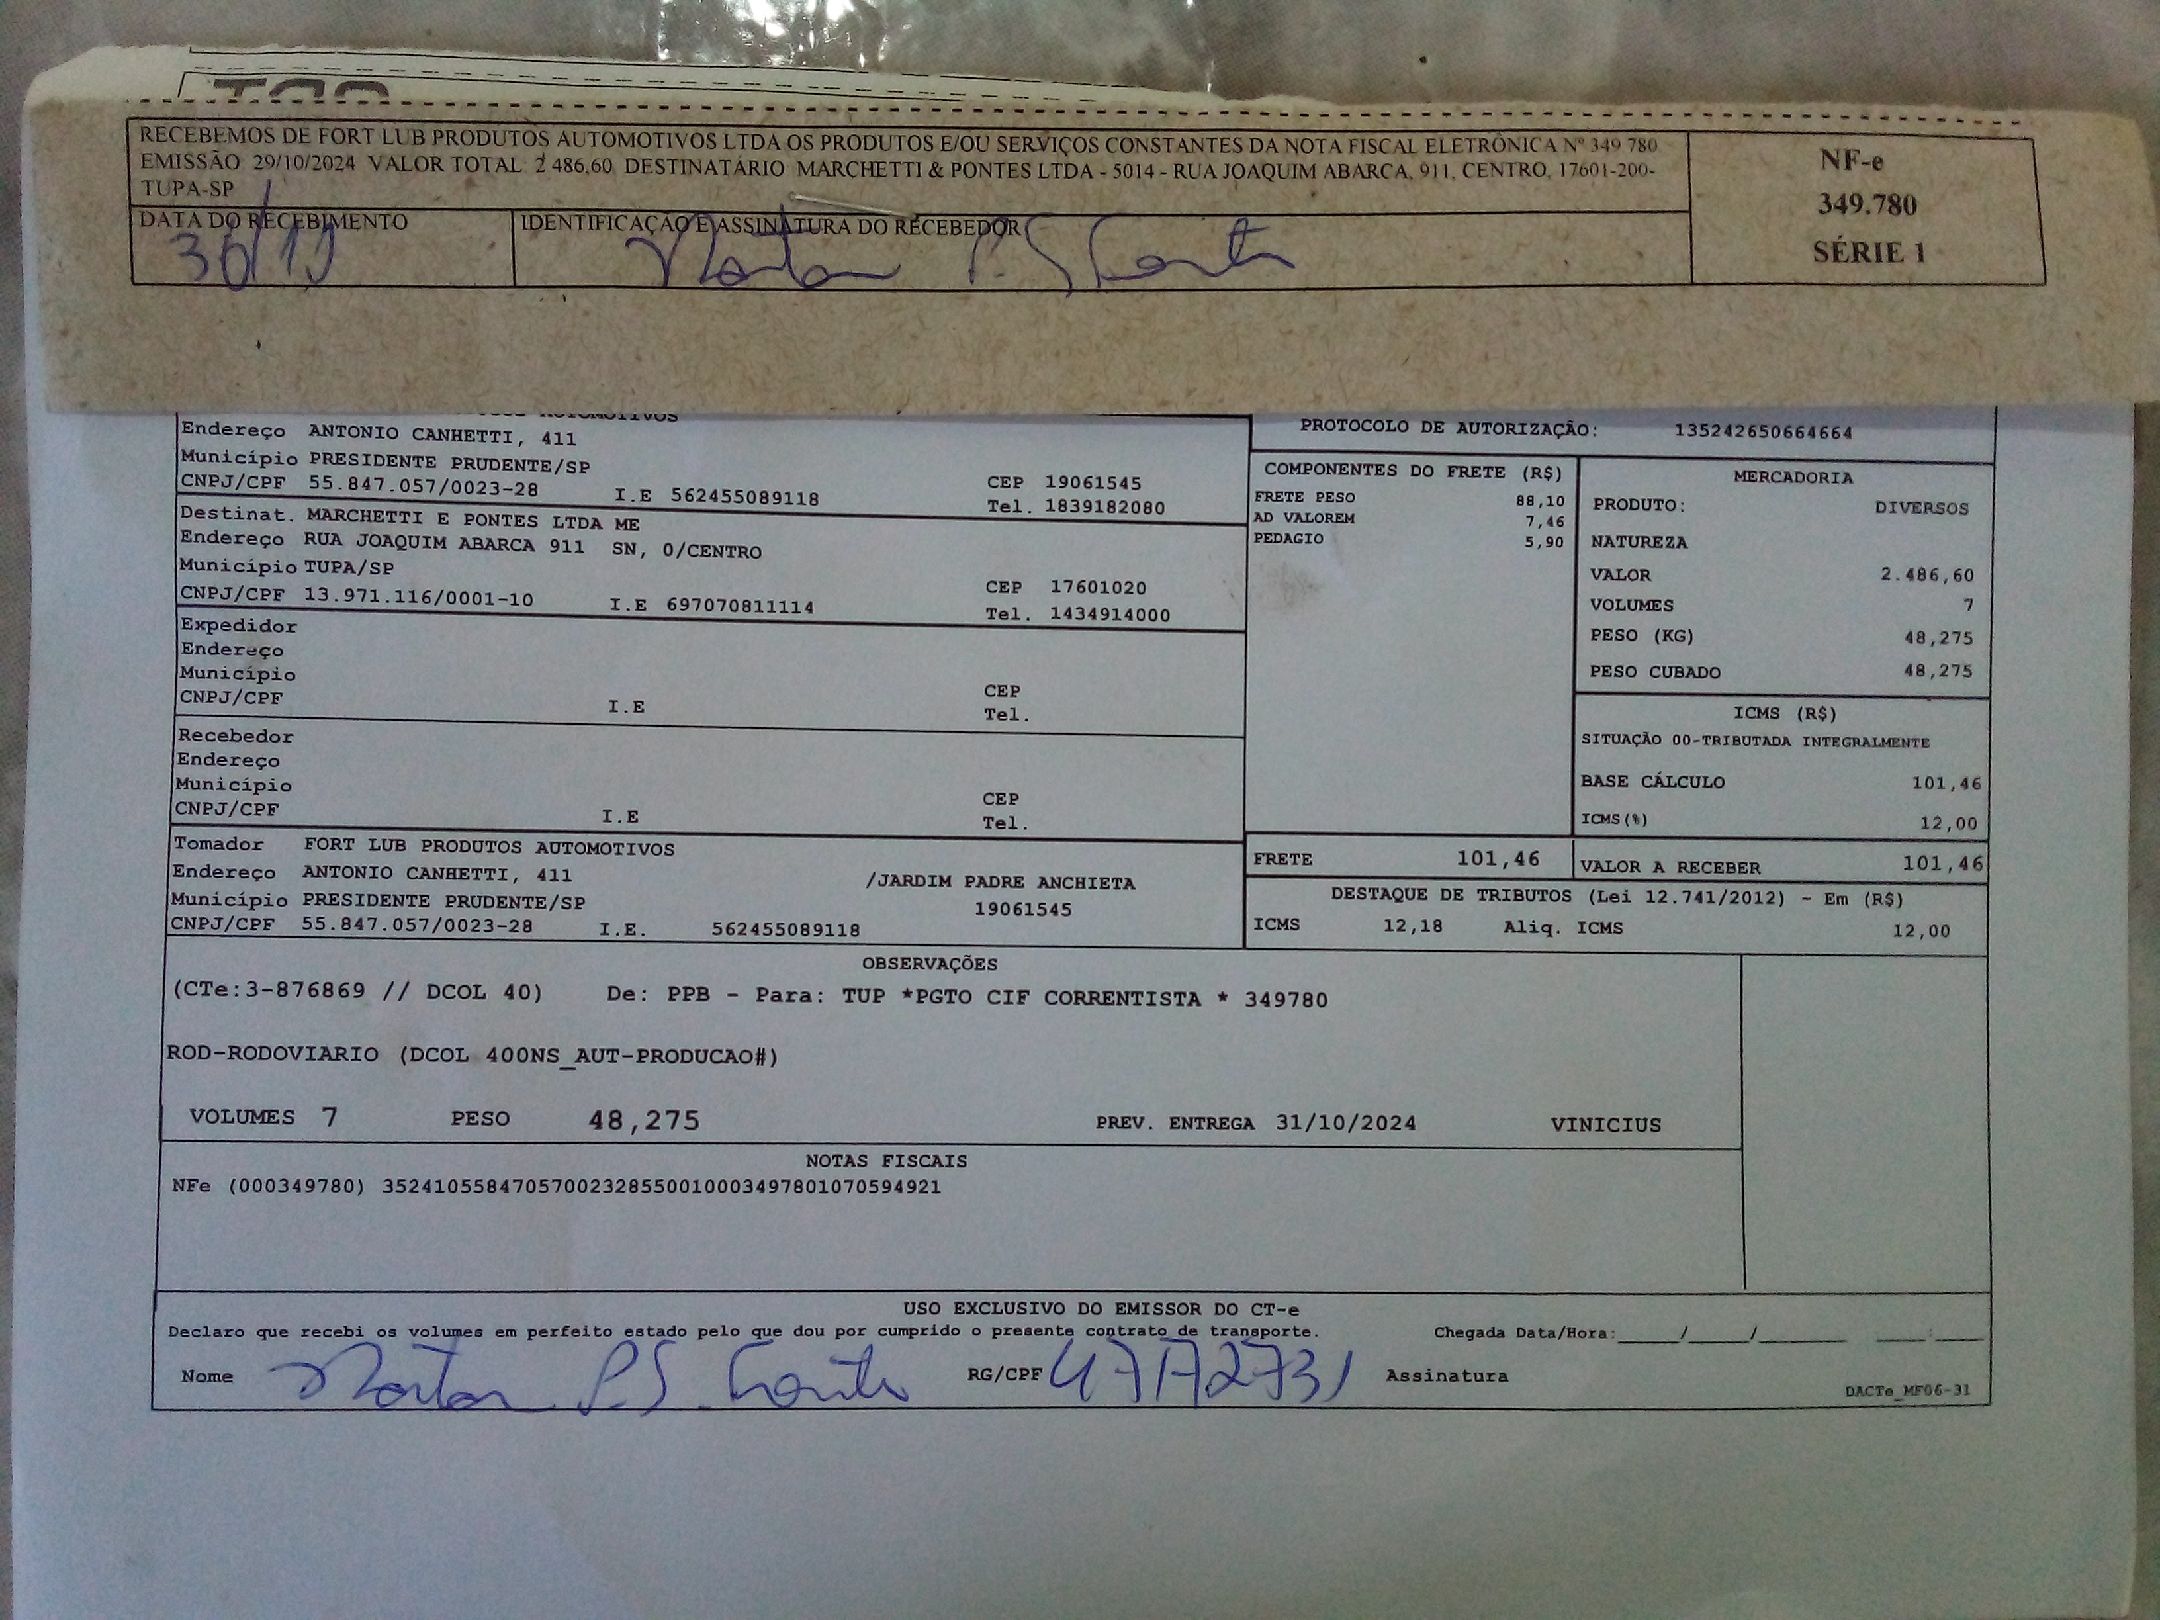 RECEBEMOS DE FORT LUB PRODUTOS AUTOMOTIVOS LTDA OS PRODUTOS E/OU SERVIÇOS CONSTANTES DA NOTA FISCAL ELETRÔNICA Nº 349 780
EMISSÃO 29/10/2024 VALOR TOTAL 2 486,60 DESTINATÁRIO MARCHETTI & PONTES LTDA - 5014 - RUA JOAQUIM ABARCA, 911, CENTRO, 17601-200-
TUPA-SP
NF-e
349.780
SÉRIE 1
DATA DO RECEBIMENTO
IDENTIFICAÇÃO E ASSINATURA DO RECEBEDOR
AUTOMOTIVOS
Endereço ANTONIO CANHETTI, 411
Município PRESIDENTE PRUDENTE/SP
CEP 19061545
CNPJ/CPF 55.847.057/0023-28 I.E 562455089118 Tel. 1839182080
Destinat. MARCHETTI E PONTES LTDA ME
Endereço RUA JOAQUIM ABARCA 911 SN, 0/CENTRO
Município TUPA/SP
CEP 17601020
CNPJ/CPF 13.971.116/0001-10 I.E 697070811114 Tel. 1434914000
Expedidor
Endereço
Município
CEP
CNPJ/CPF I.E Tel.
Recebedor
Endereço
Município
CEP
CNPJ/CPF I.E Tel.
Tomador FORT LUB PRODUTOS AUTOMOTIVOS
Endereço ANTONIO CANHETTI, 411 /JARDIM PADRE ANCHIETA
Município PRESIDENTE PRUDENTE/SP 19061545
CNPJ/CPF 55.847.057/0023-28 I.E. 562455089118
PROTOCOLO DE AUTORIZAÇÃO: 135242650664664
COMPONENTES DO FRETE (R$)
FRETE PESO 88,10
AD VALOREM 7,46
PEDAGIO 5,90
MERCADORIA
PRODUTO: DIVERSOS
NATUREZA
VALOR 2.486,60
VOLUMES 7
PESO (KG) 48,275
PESO CUBADO 48,275
ICMS (R$)
SITUAÇÃO 00-TRIBUTADA INTEGRALMENTE
BASE CÁLCULO 101,46
ICMS(%) 12,00
FRETE 101,46 VALOR A RECEBER 101,46
DESTAQUE DE TRIBUTOS (Lei 12.741/2012) - Em (R$)
ICMS 12,18 Aliq. ICMS 12,00
OBSERVAÇÕES
(CTe:3-876869 // DCOL 40) De: PPB - Para: TUP *PGTO CIF CORRENTISTA * 349780
ROD-RODOVIARIO (DCOL 400NS_AUT-PRODUCAO#)
VOLUMES 7 PESO 48,275 PREV. ENTREGA 31/10/2024 VINICIUS
NOTAS FISCAIS
NFe (000349780) 35241055847057002328550010003497801070594921
USO EXCLUSIVO DO EMISSOR DO CT-e
Declaro que recebi os volumes em perfeito estado pelo que dou por cumprido o presente contrato de transporte. Chegada Data/Hora:_____/_____/_______ ____:____
Nome RG/CPF 47172731 Assinatura
DACTe_MF06-31